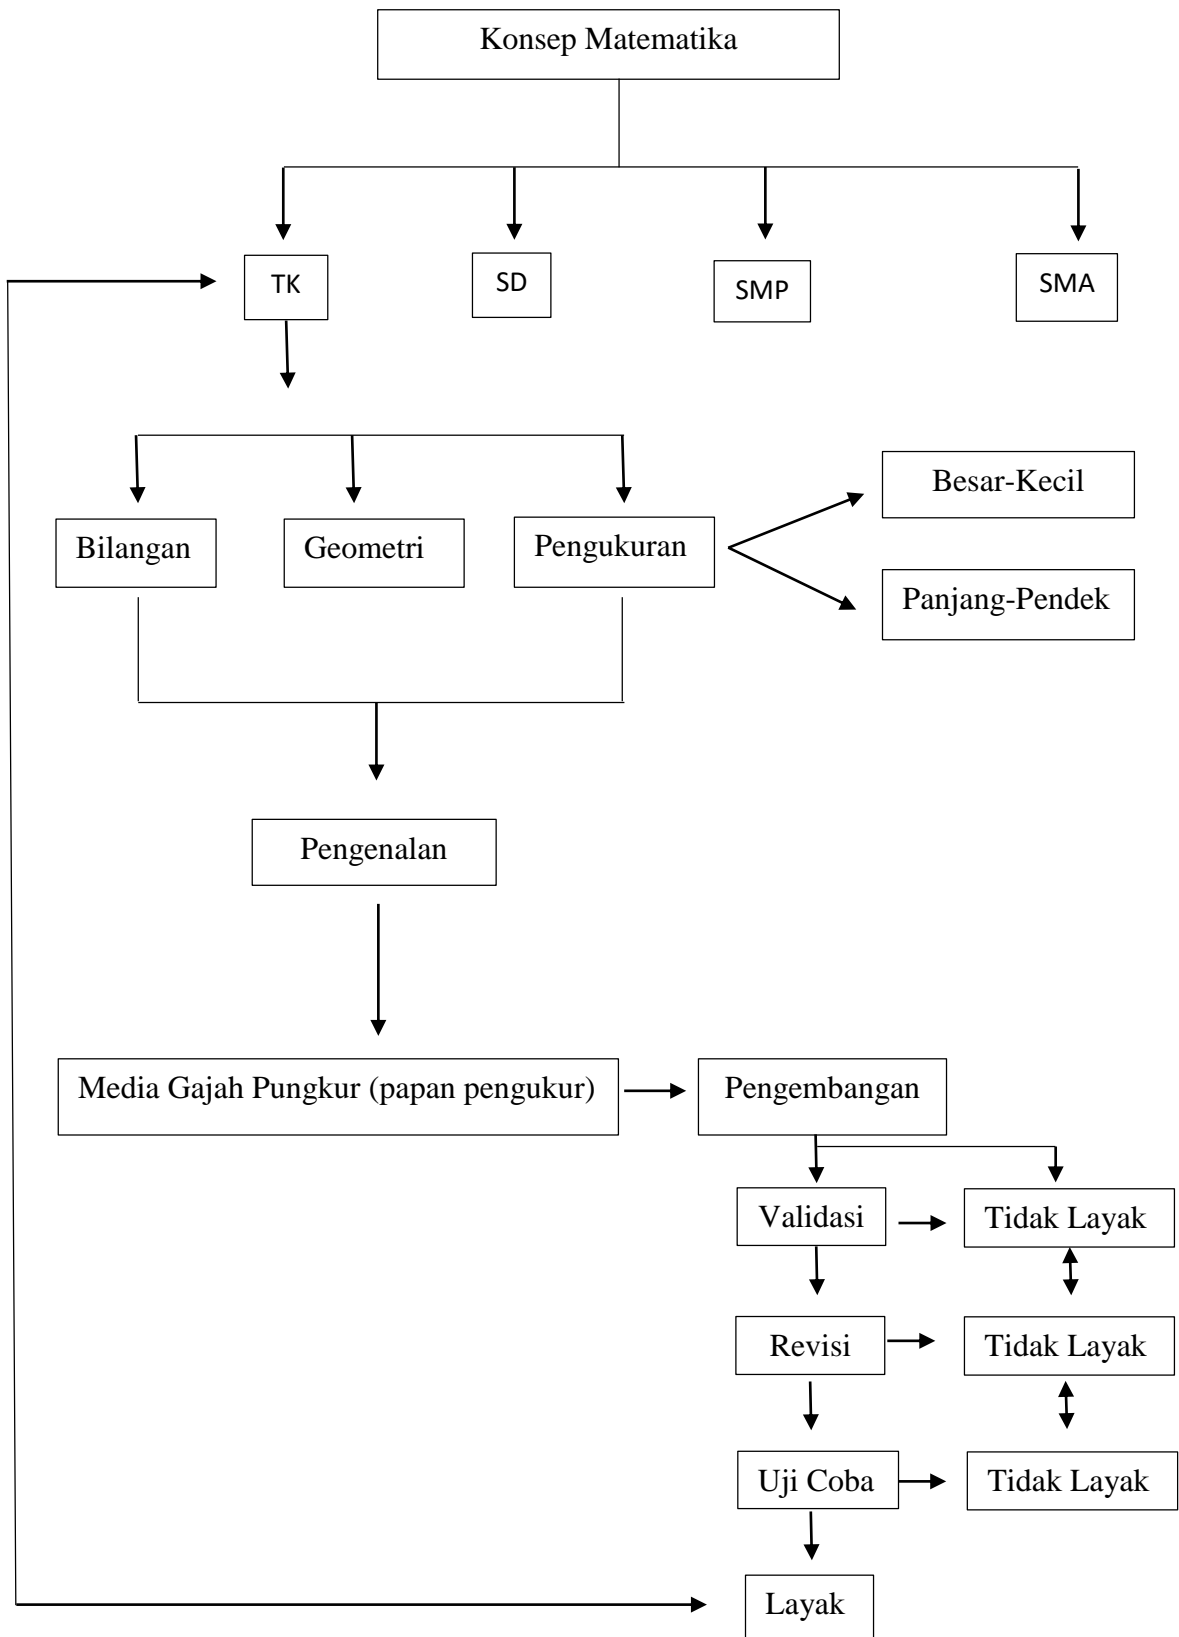 Konsep Matematika
TK
SD
SMP
SMA
Besar-Kecil
Bilangan
Geometri
Pengukuran
Panjang-Pendek
Pengenalan
Media Gajah Pungkur (papan pengukur)
Pengembangan
Validasi
Tidak Layak
Revisi
Tidak Layak
Uji Coba
Tidak Layak
Layak